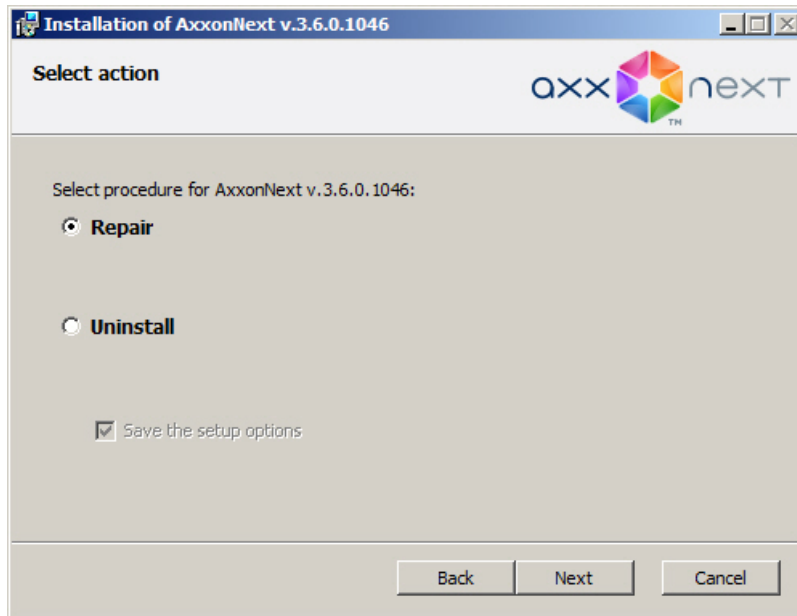 Installation of AxxonNext v.3.6.0.1046
Select action
axx next
TM
Select procedure for AxxonNext v.3.6.0.1046:
Repair
Uninstall
Save the setup options
Back Next Cancel